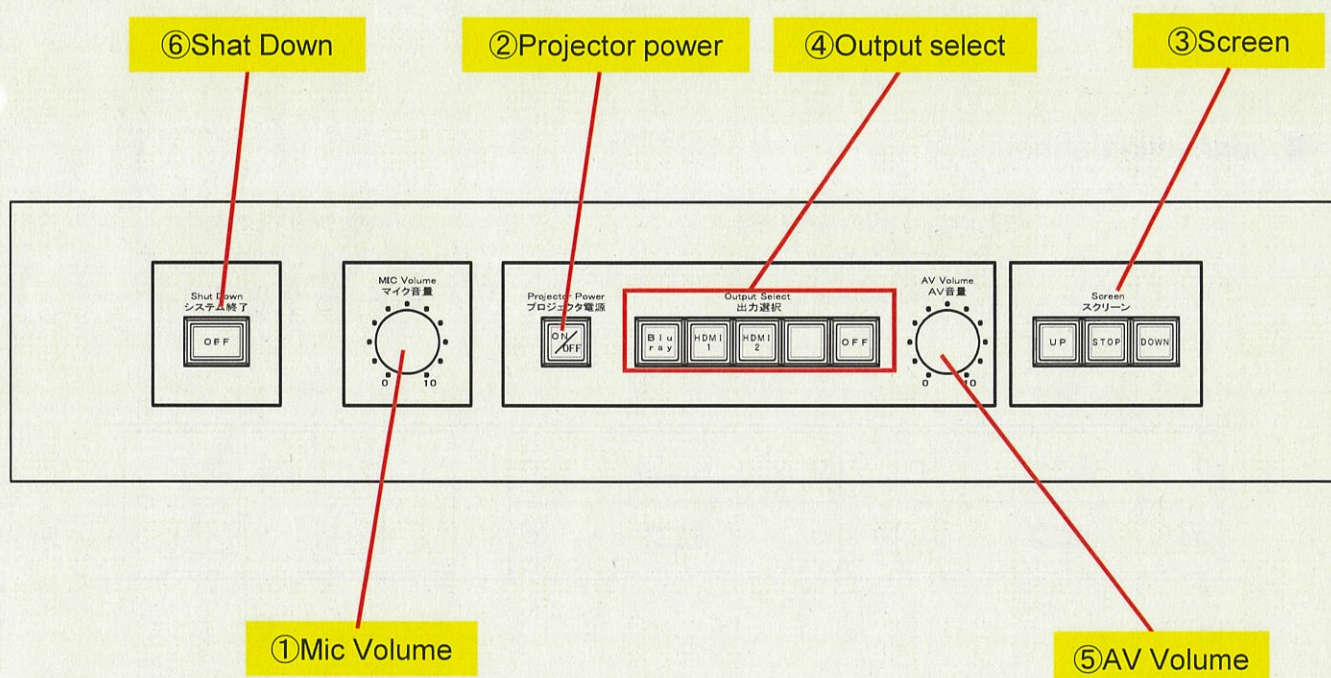 ⑥Shat Down
②Projector power
④Output select
③Screen
Shut Down
システム終了
OFF
MIC Volume
マイク音量
0 10
Projector Power
プロジェクタ電源
ON/OFF
Output Select
出力選択
Blu
ray
HDMI
1
HDMI
2
OFF
AV Volume
AV音量
0 10
Screen
スクリーン
UP
STOP
DOWN
①Mic Volume
⑤AV Volume